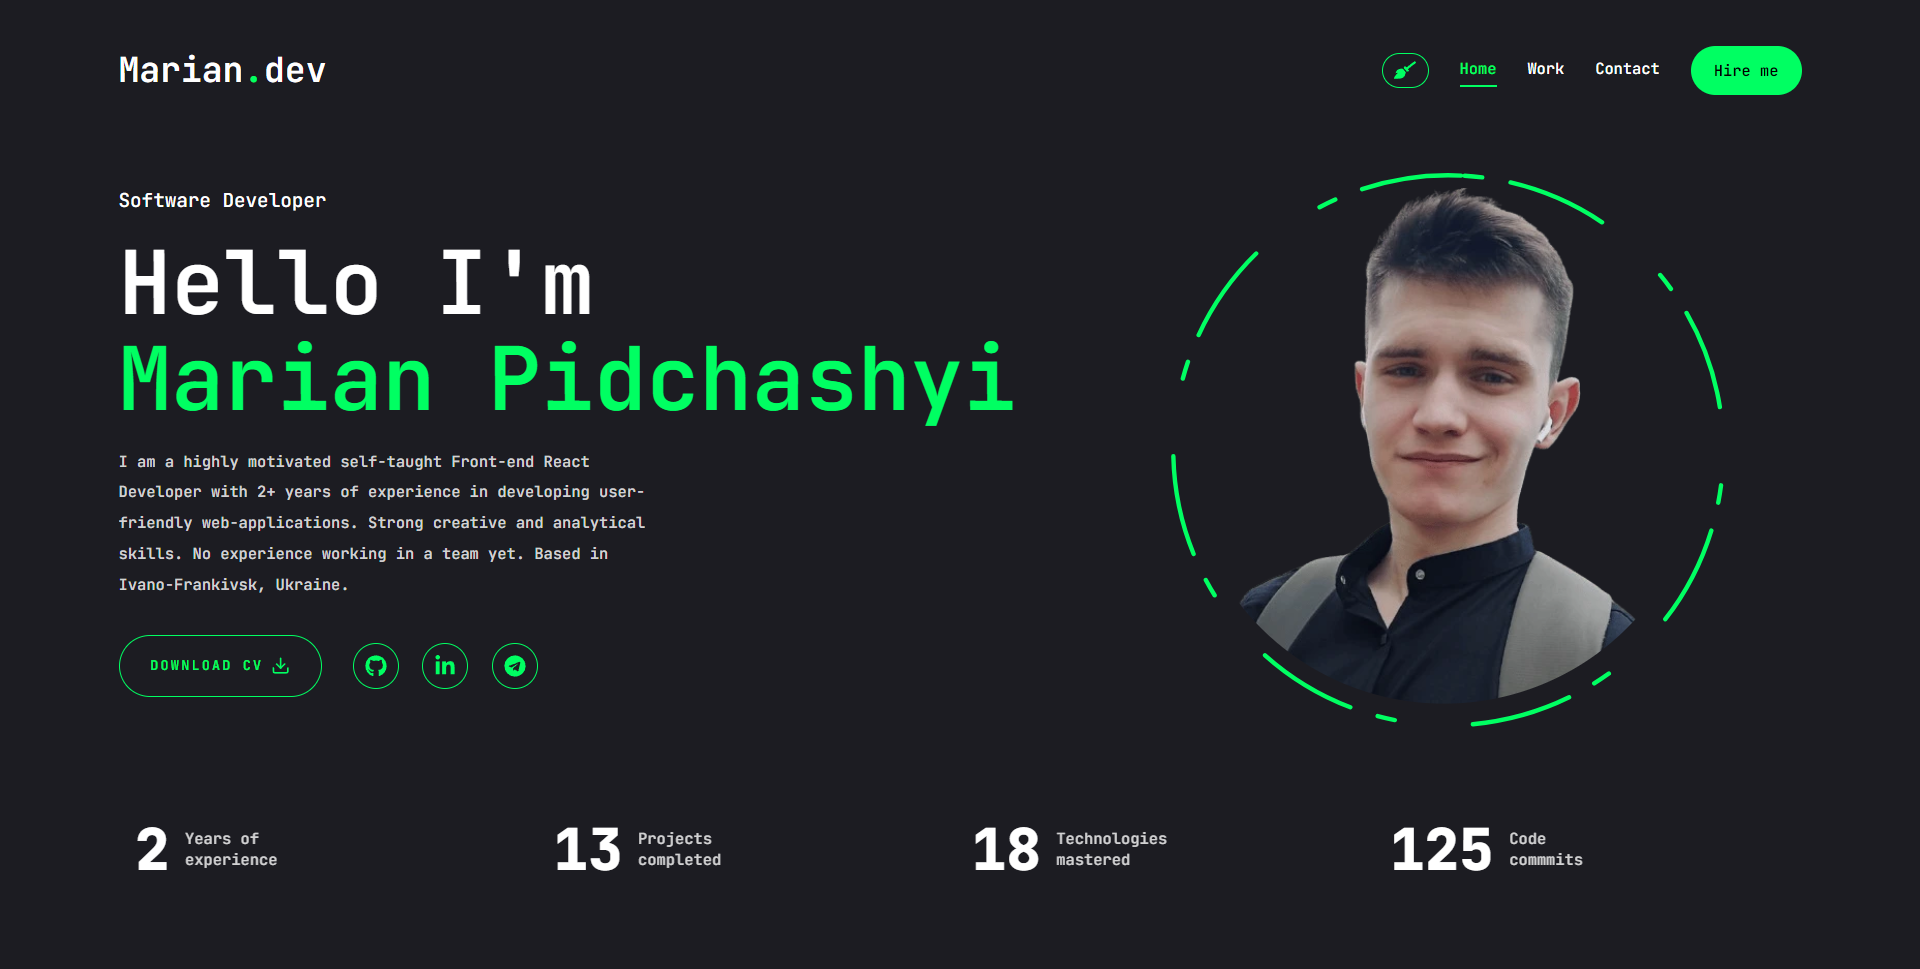 Marian.dev
Home Work Contact Hire me
Software Developer
Hello I'm
Marian Pidchashyi
I am a highly motivated self-taught Front-end React
Developer with 2+ years of experience in developing user-
friendly web-applications. Strong creative and analytical
skills. No experience working in a team yet. Based in
Ivano-Frankivsk, Ukraine.
DOWNLOAD CV
in
2 Years of
experience
13 Projects
completed
18 Technologies
mastered
125 Code
commmits